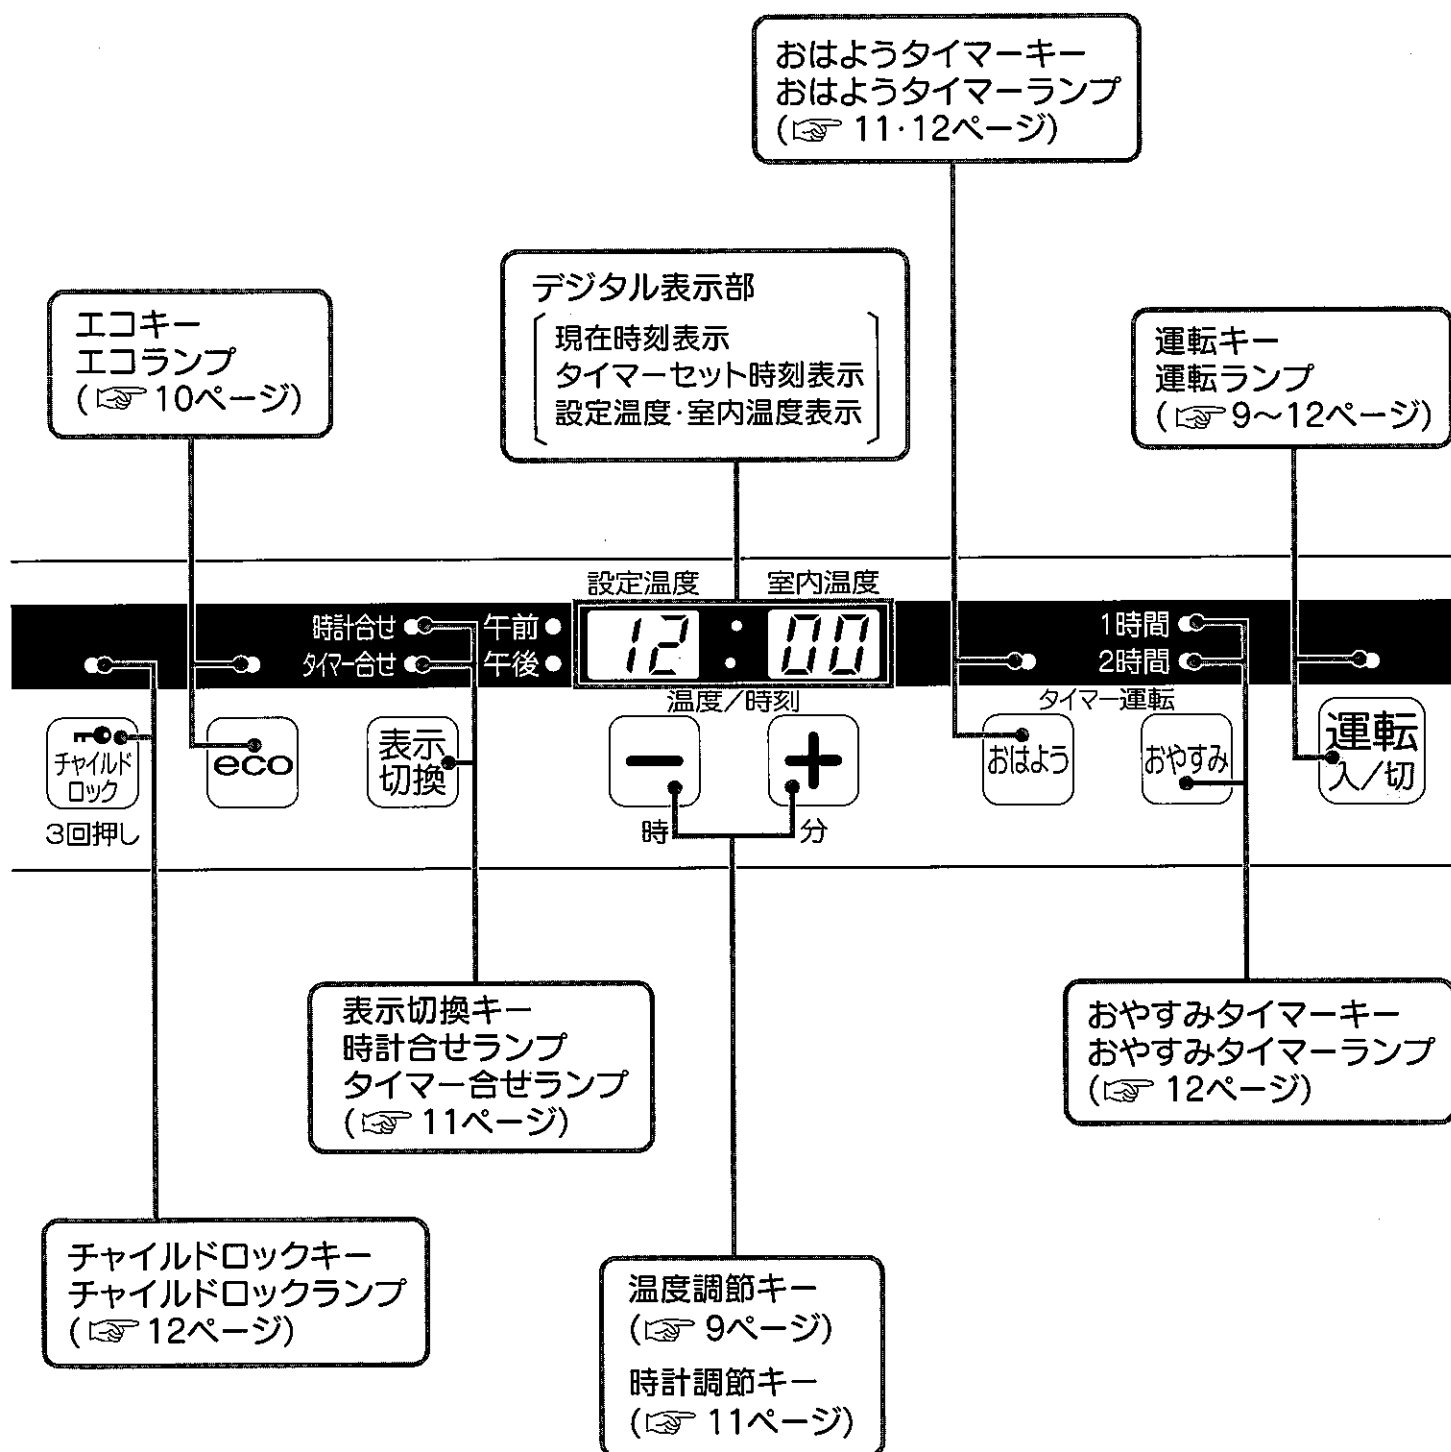 おはようタイマーキー
おはようタイマーランプ
(☞ 11·12ページ)
デジタル表示部
現在時刻表示
タイマーセット時刻表示
設定温度·室内温度表示
エコキー
エコランプ
(☞ 10ページ)
運転キー
運転ランプ
(☞ 9〜12ページ)
設定温度 室内温度
時計合せ 午前 12:00 1時間
タイマー合せ 午後 2時間
温度/時刻 タイマー運転
チャイルド
ロック
eco
表示
切換
− +
おはよう
おやすみ
運転
入/切
3回押し
時 分
表示切換キー
時計合せランプ
タイマー合せランプ
(☞ 11ページ)
おやすみタイマーキー
おやすみタイマーランプ
(☞ 12ページ)
チャイルドロックキー
チャイルドロックランプ
(☞ 12ページ)
温度調節キー
(☞ 9ページ)
時計調節キー
(☞ 11ページ)